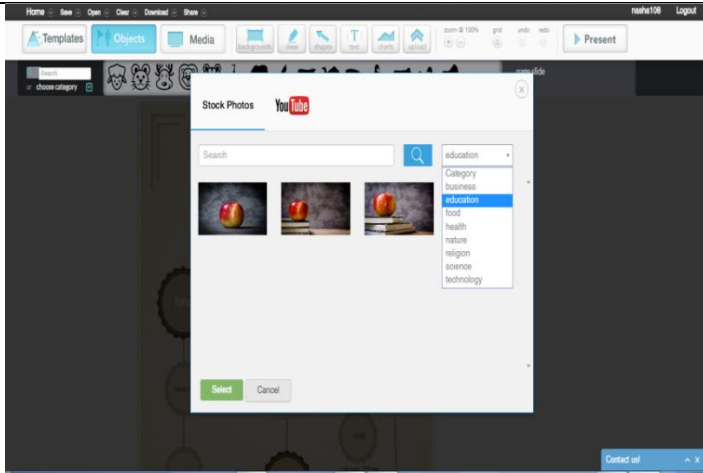 Home Save Open Clear Download Share nasha106 Logout
Templates Objects Media backgrounds draw shapes T text charts upload zoom @ 100% grid undo redo Present
Search
or choose category
Stock Photos YouTube X
Search education
Category
business
education
food
health
nature
religion
science
technology
Select Cancel
Contact us! X